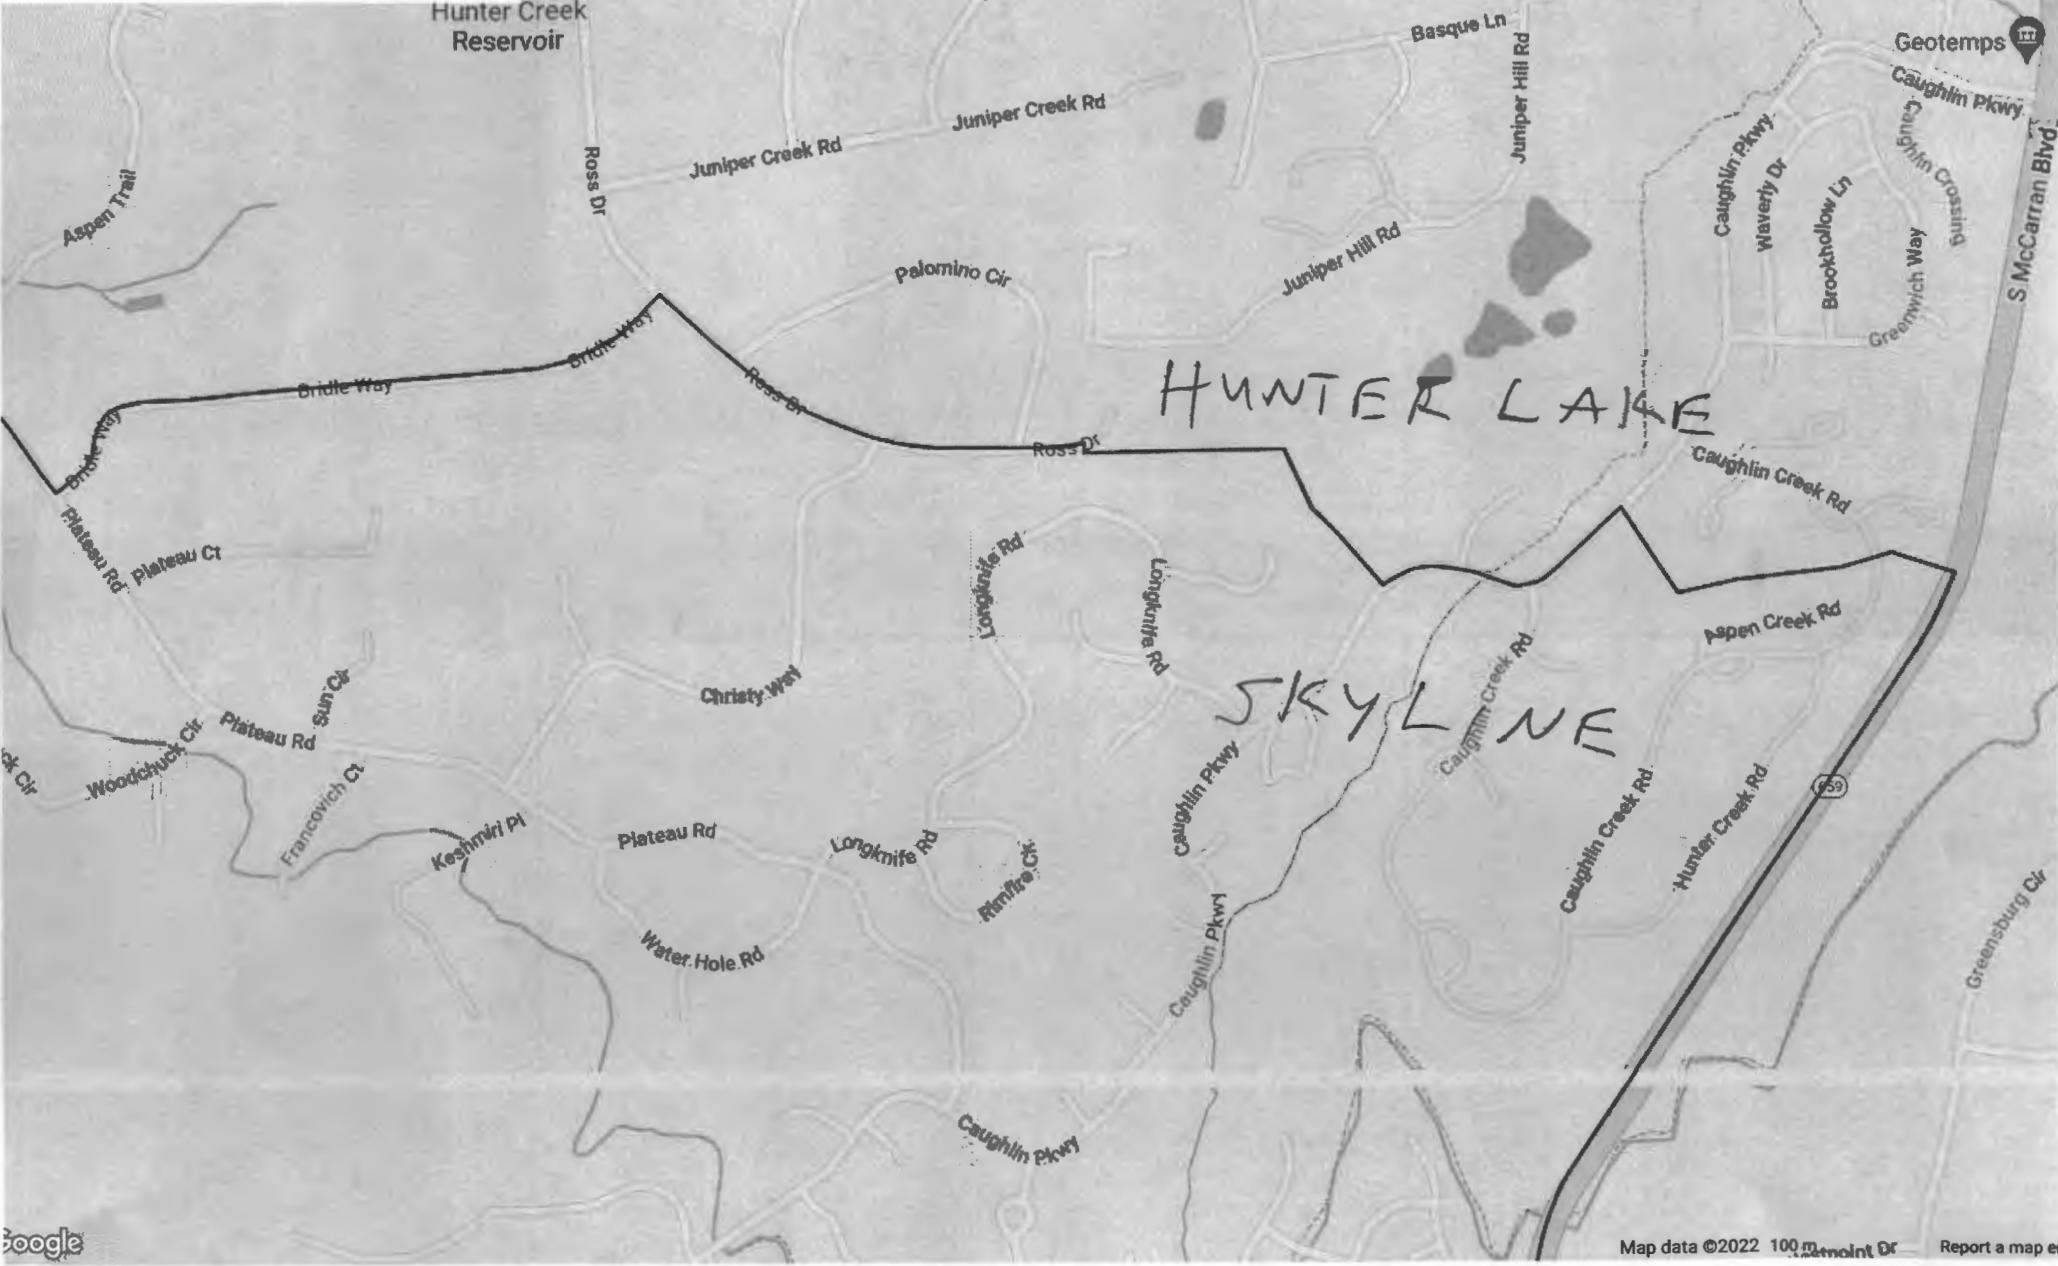 Hunter Creek
Reservoir
Basque Ln
Juniper Hill Rd
Geotemps
Caughlin Pkwy
Juniper Creek Rd
Juniper Creek Rd
Ross Dr
Aspen Trail
Caughlin Pkwy
Waverly Dr
Brookhollow Ln
Caughlin Crossing
Greenwich Way
S McCarran Blvd
Juniper Hill Rd
Palomino Cir
Bridle Way
Bridle Way
Bridle Way
Ross Dr
Ross Dr
HUNTER LAKE
Caughlin Creek Rd
Plateau Rd
Plateau Ct
Longknife Rd
Longknife Rd
Aspen Creek Rd
Christy Way
SKYLINE
Caughlin Creek Rd
Sun Cir
Plateau Rd
Woodchuck Cir
ck Cir
Francovich Ct
Keshmiri Pl
Plateau Rd
Longknife Rd
Rimfire Ck
Caughlin Pkwy
Caughlin Creek Rd
Hunter Creek Rd
659
Water Hole Rd
Caughlin Pkwy
Greensburg Cir
Caughlin Pkwy
Google
Map data ©2022
100 m
Report a map e